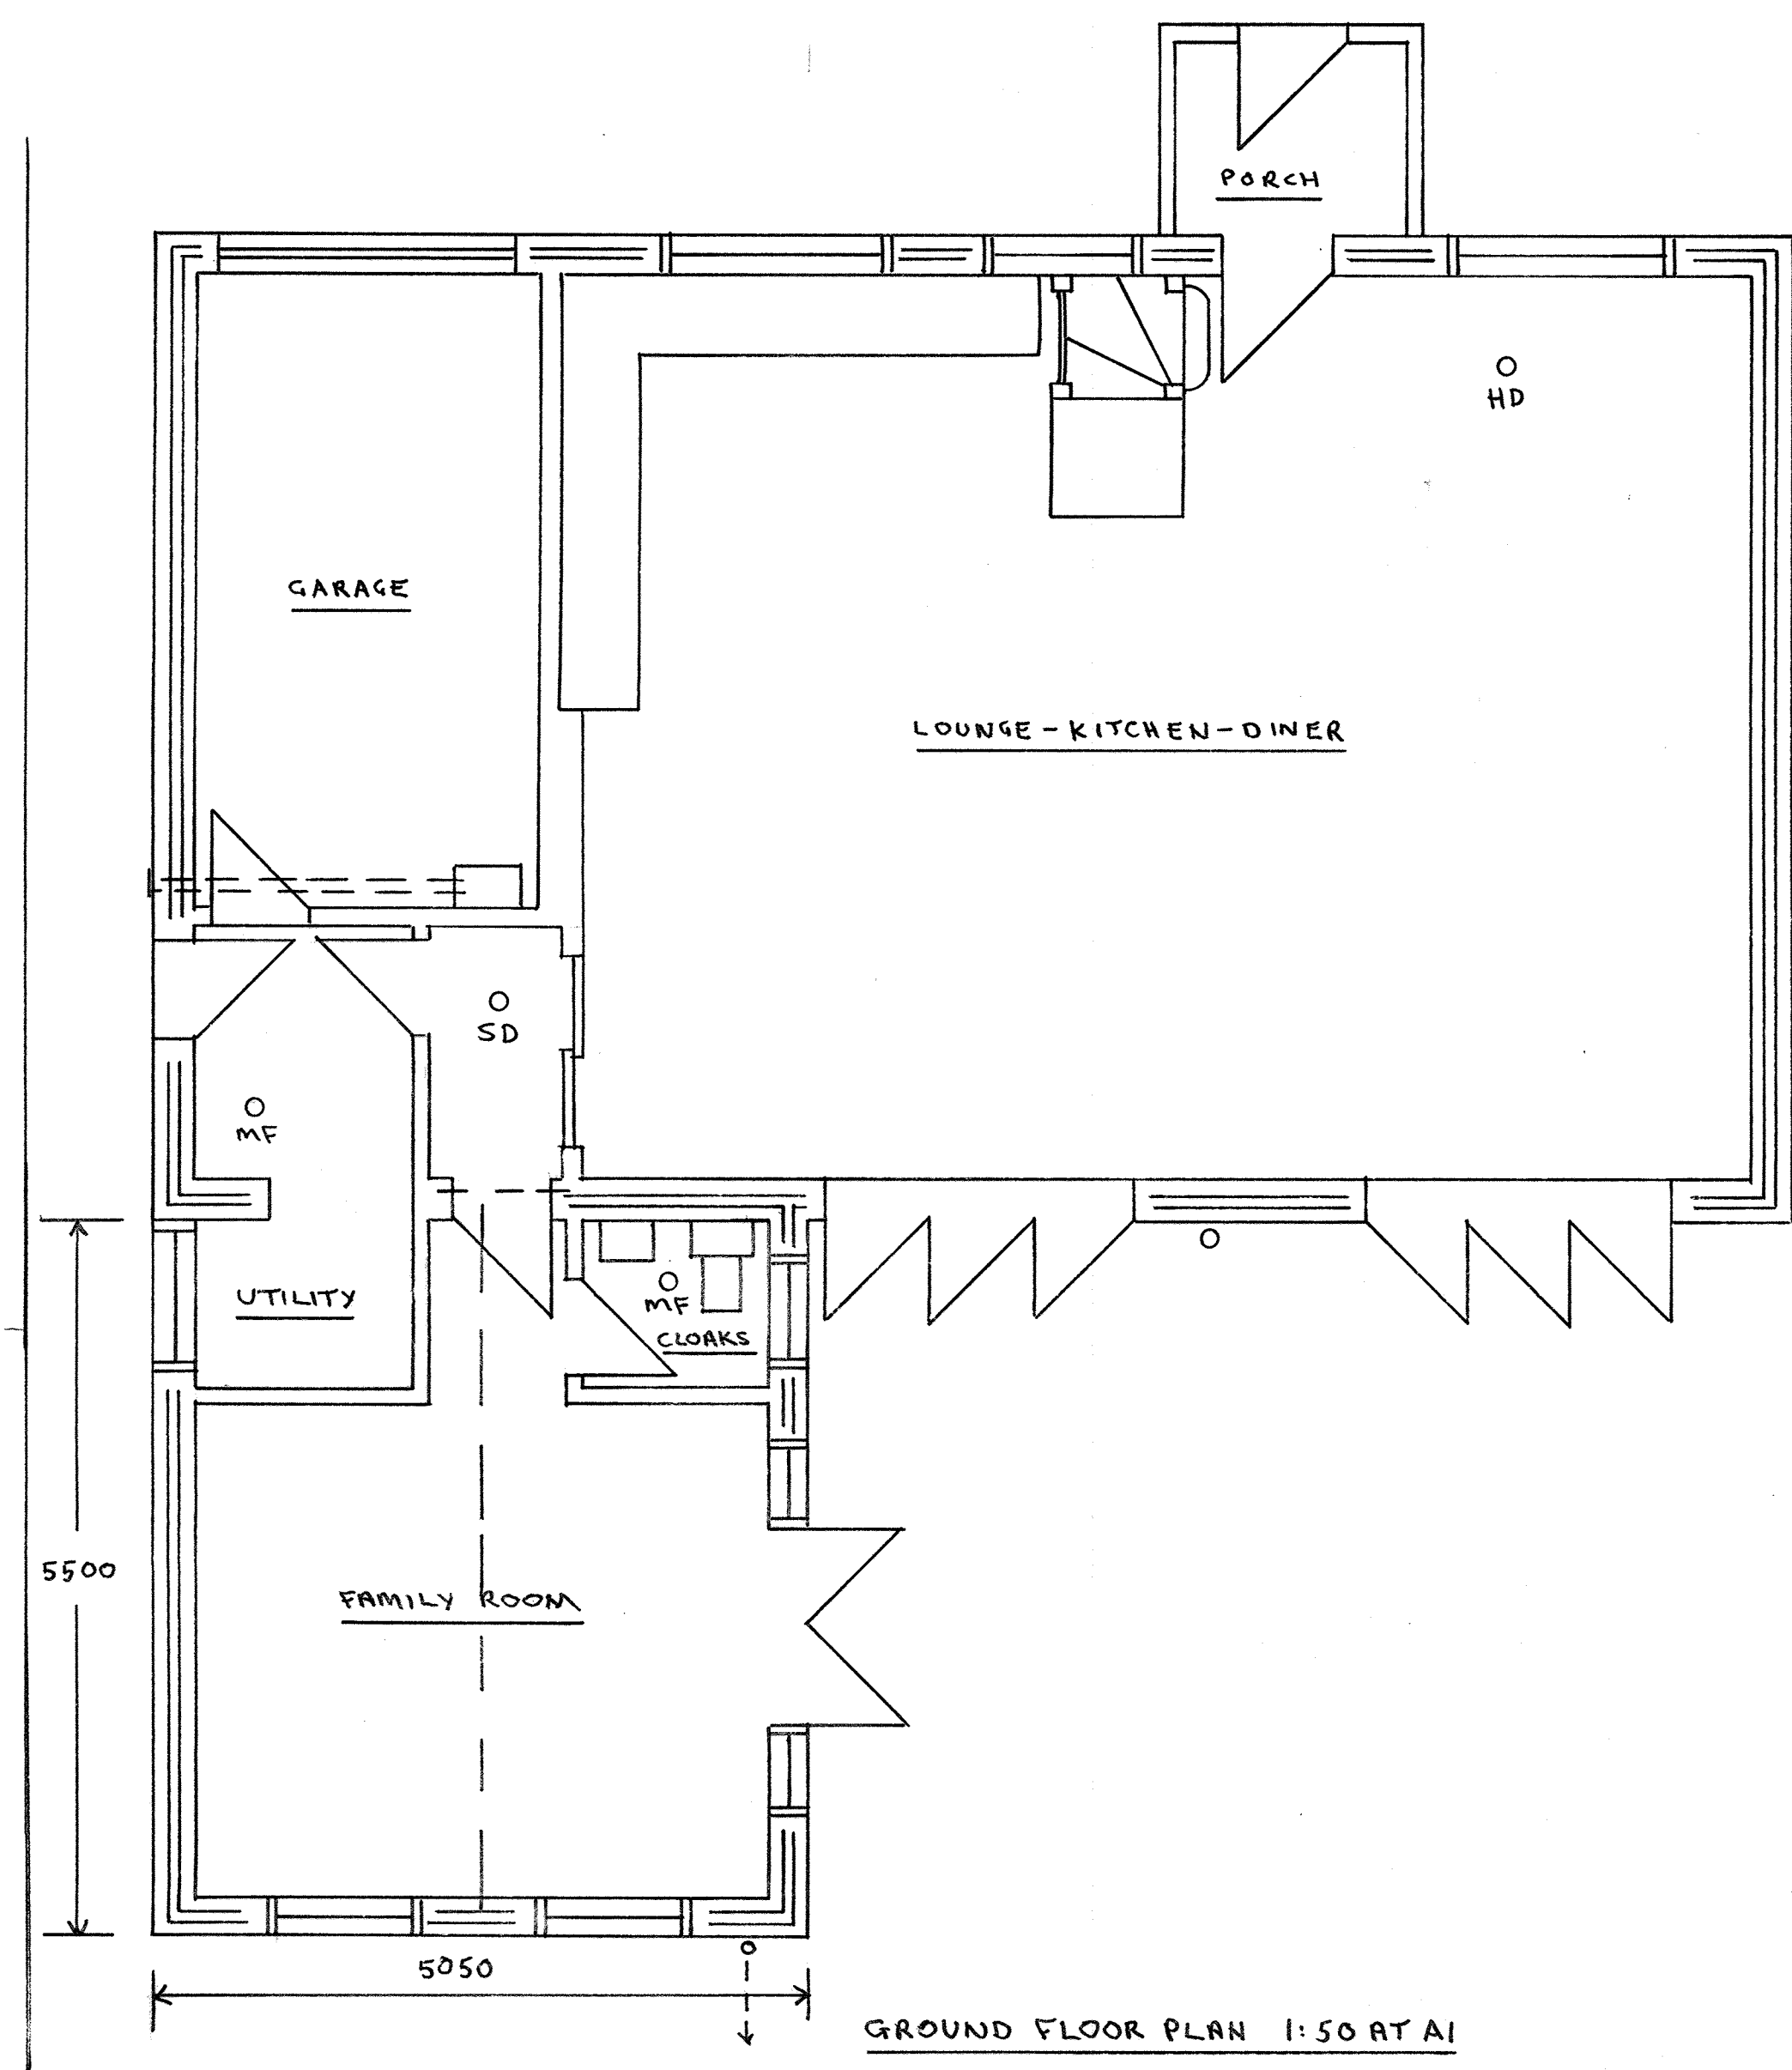 PORCH
HD
GARAGE
LOUNGE-KITCHEN-DINER
SD
MF
UTILITY
MF
CLOAKS
5500
FAMILY ROOM
5050
GROUND FLOOR PLAN 1:50 AT A1